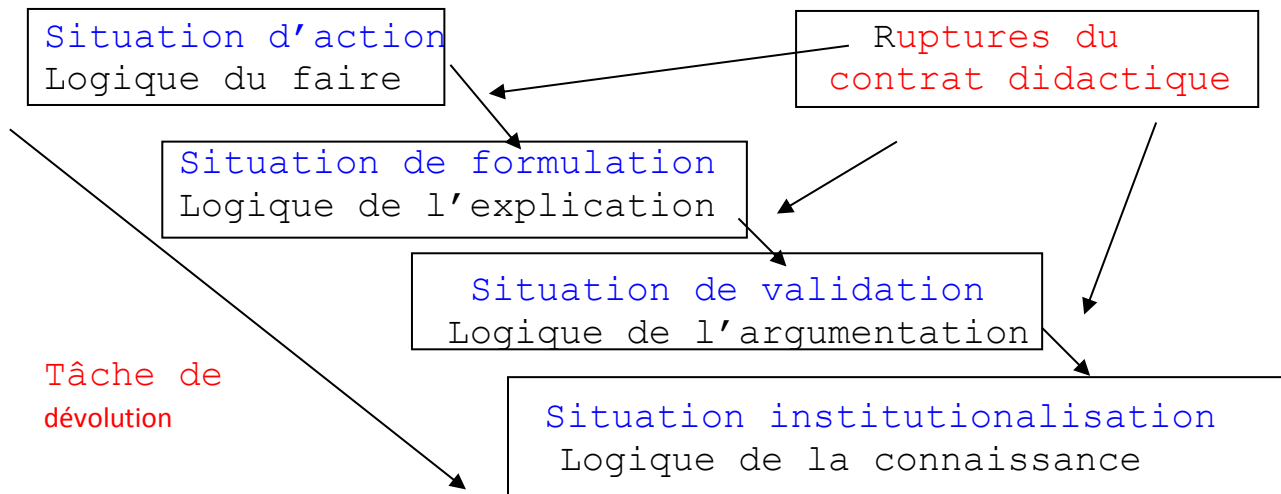 Situation d’action
Logique du faire
Ruptures du
contrat didactique
Situation de formulation
Logique de l’explication
Situation de validation
Logique de l’argumentation
Tâche de
dévolution
Situation institutionalisation
Logique de la connaissance